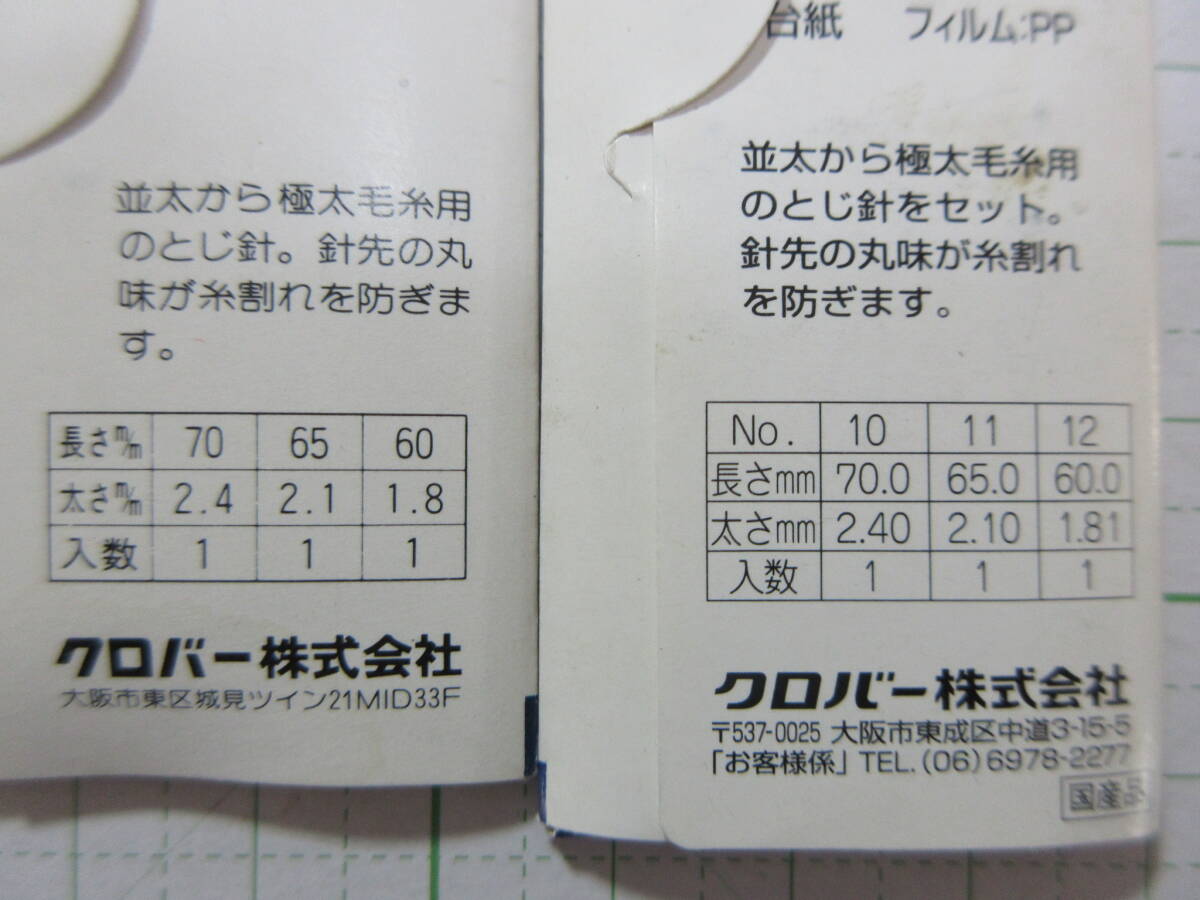 並太から極太毛糸用
のとじ針。針先の丸
味が糸割れを防ぎま
す。
長さm/m 70 65 60
太さm/m 2.4 2.1 1.8
入数 1 1 1
クロバー株式会社
大阪市東区城見ツイン21MID33F
台紙 フィルム:PP
並太から極太毛糸用
のとじ針をセット。
針先の丸味が糸割れ
を防ぎます。
No. 10 11 12
長さmm 70.0 65.0 60.0
太さmm 2.40 2.10 1.81
入数 1 1 1
クロバー株式会社
〒537-0025 大阪市東成区中道3-15-5
「お客様係」TEL.(06)6978-2277
国産品